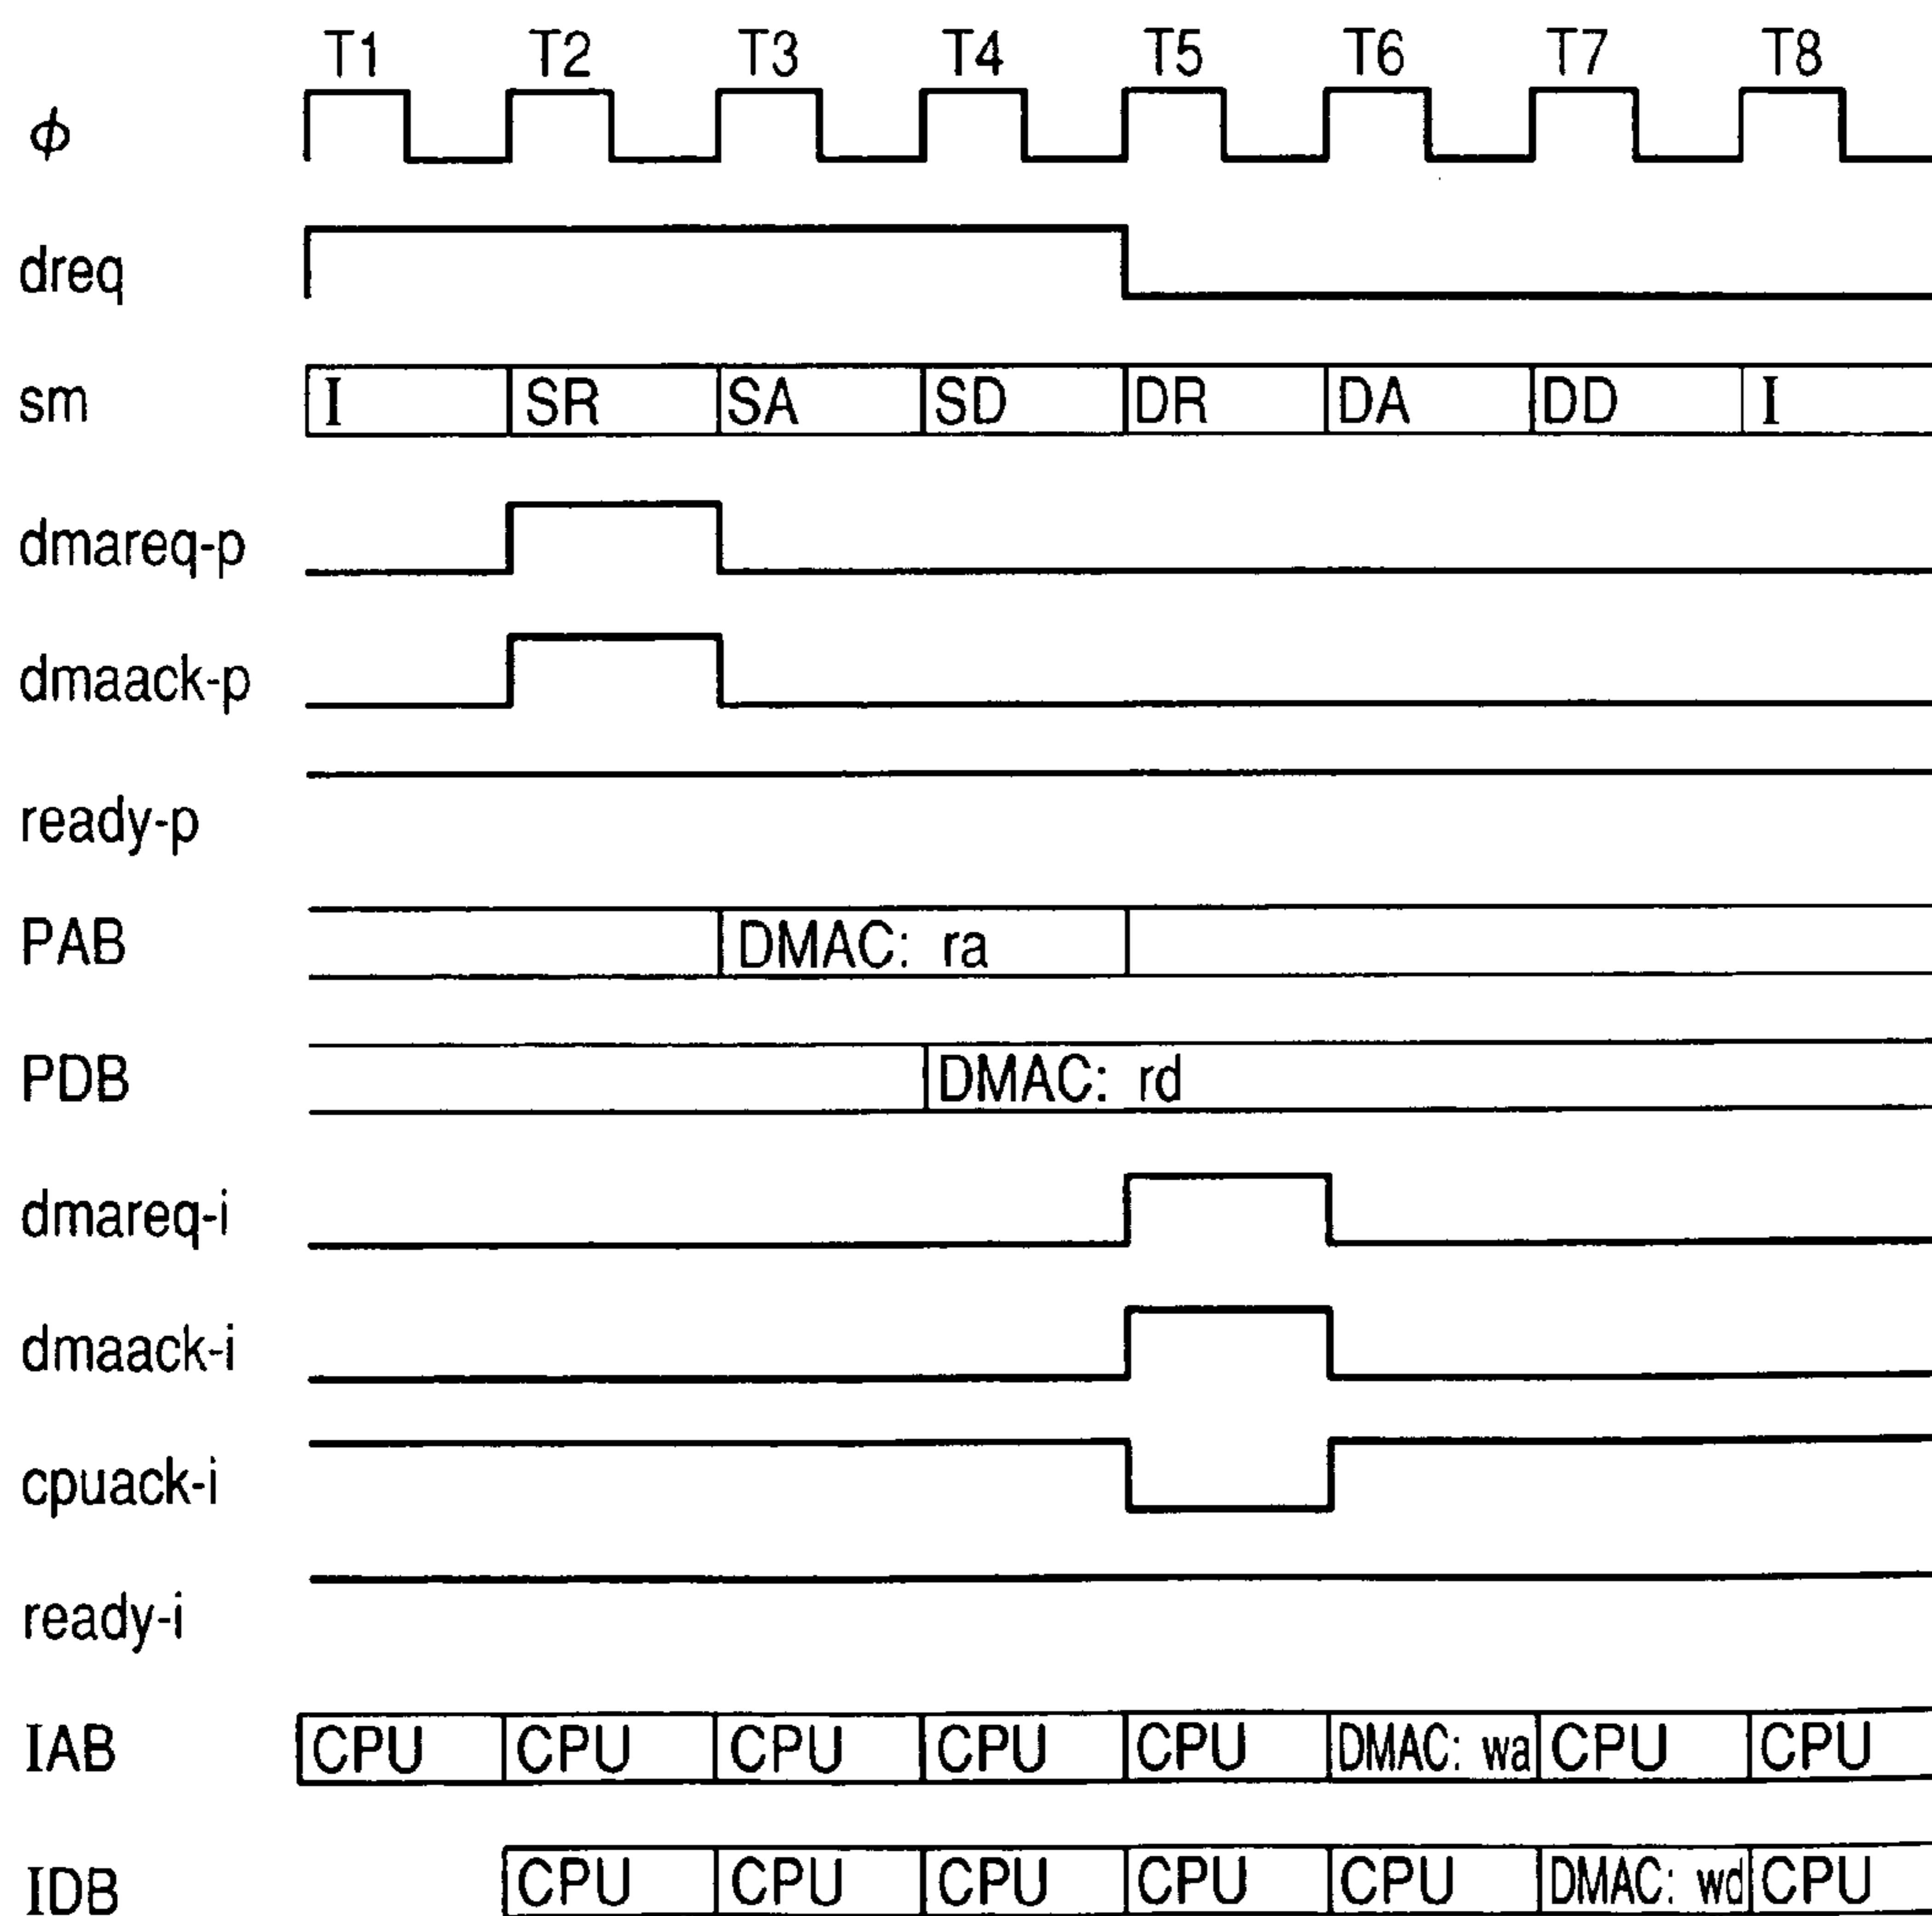 T1 T2 T3 T4 T5 T6 T7 T8
ϕ
dreq
sm I SR SA SD DR DA DD I
dmareq-p
dmaack-p
ready-p
PAB DMAC: ra
PDB DMAC: rd
dmareq-i
dmaack-i
cpuack-i
ready-i
IAB CPU CPU CPU CPU CPU DMAC: wa CPU CPU
IDB CPU CPU CPU CPU CPU DMAC: wd CPU